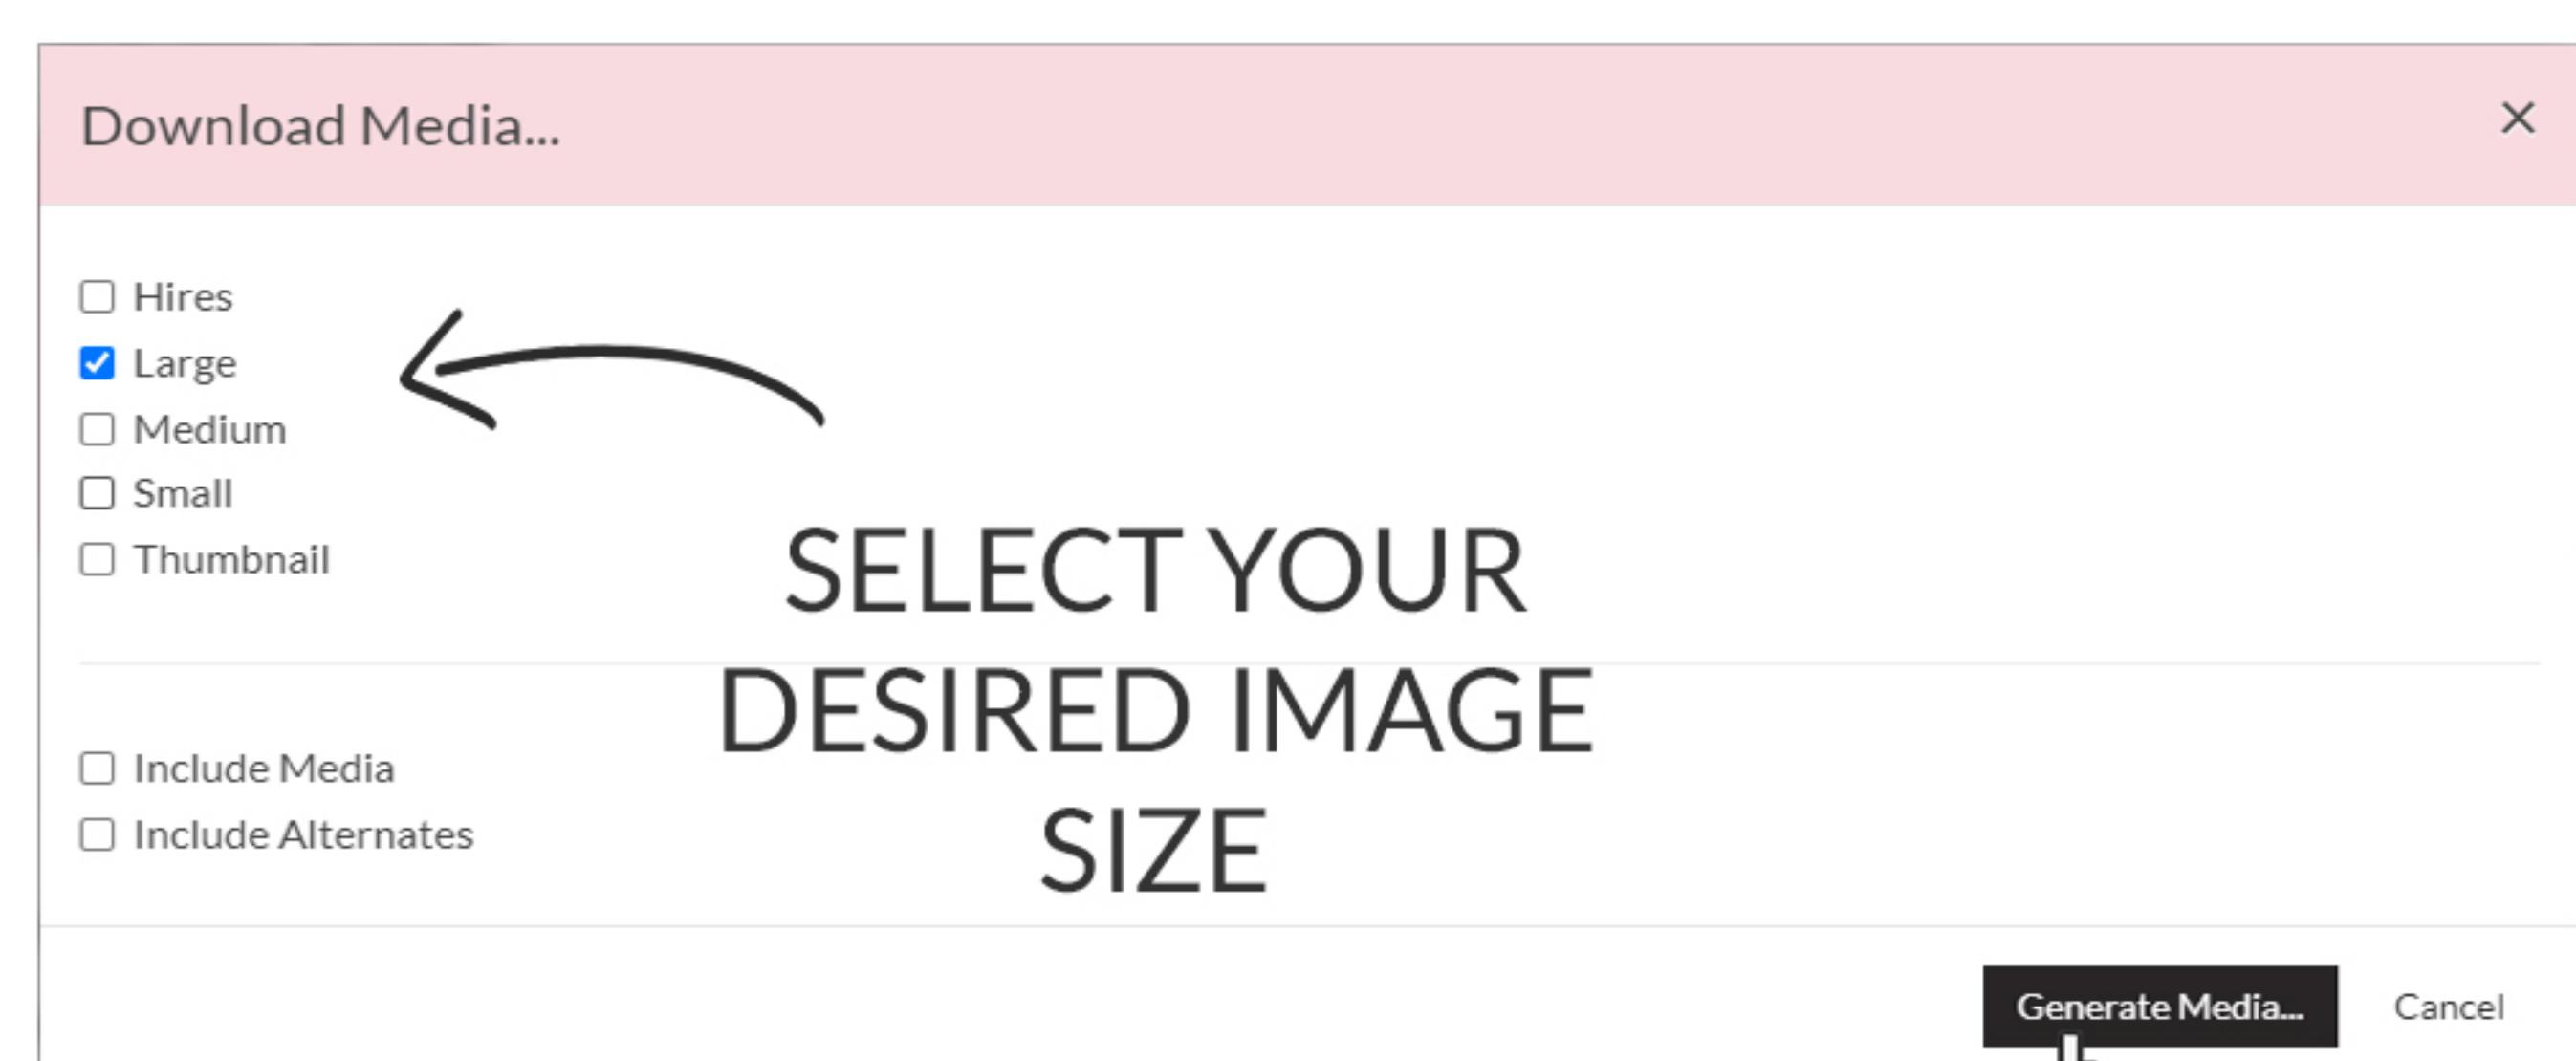 Download Media...
Hires
Large
Medium
Small
Thumbnail
SELECT YOUR
DESIRED IMAGE
SIZE
Include Media
Include Alternates
Generate Media...
Cancel